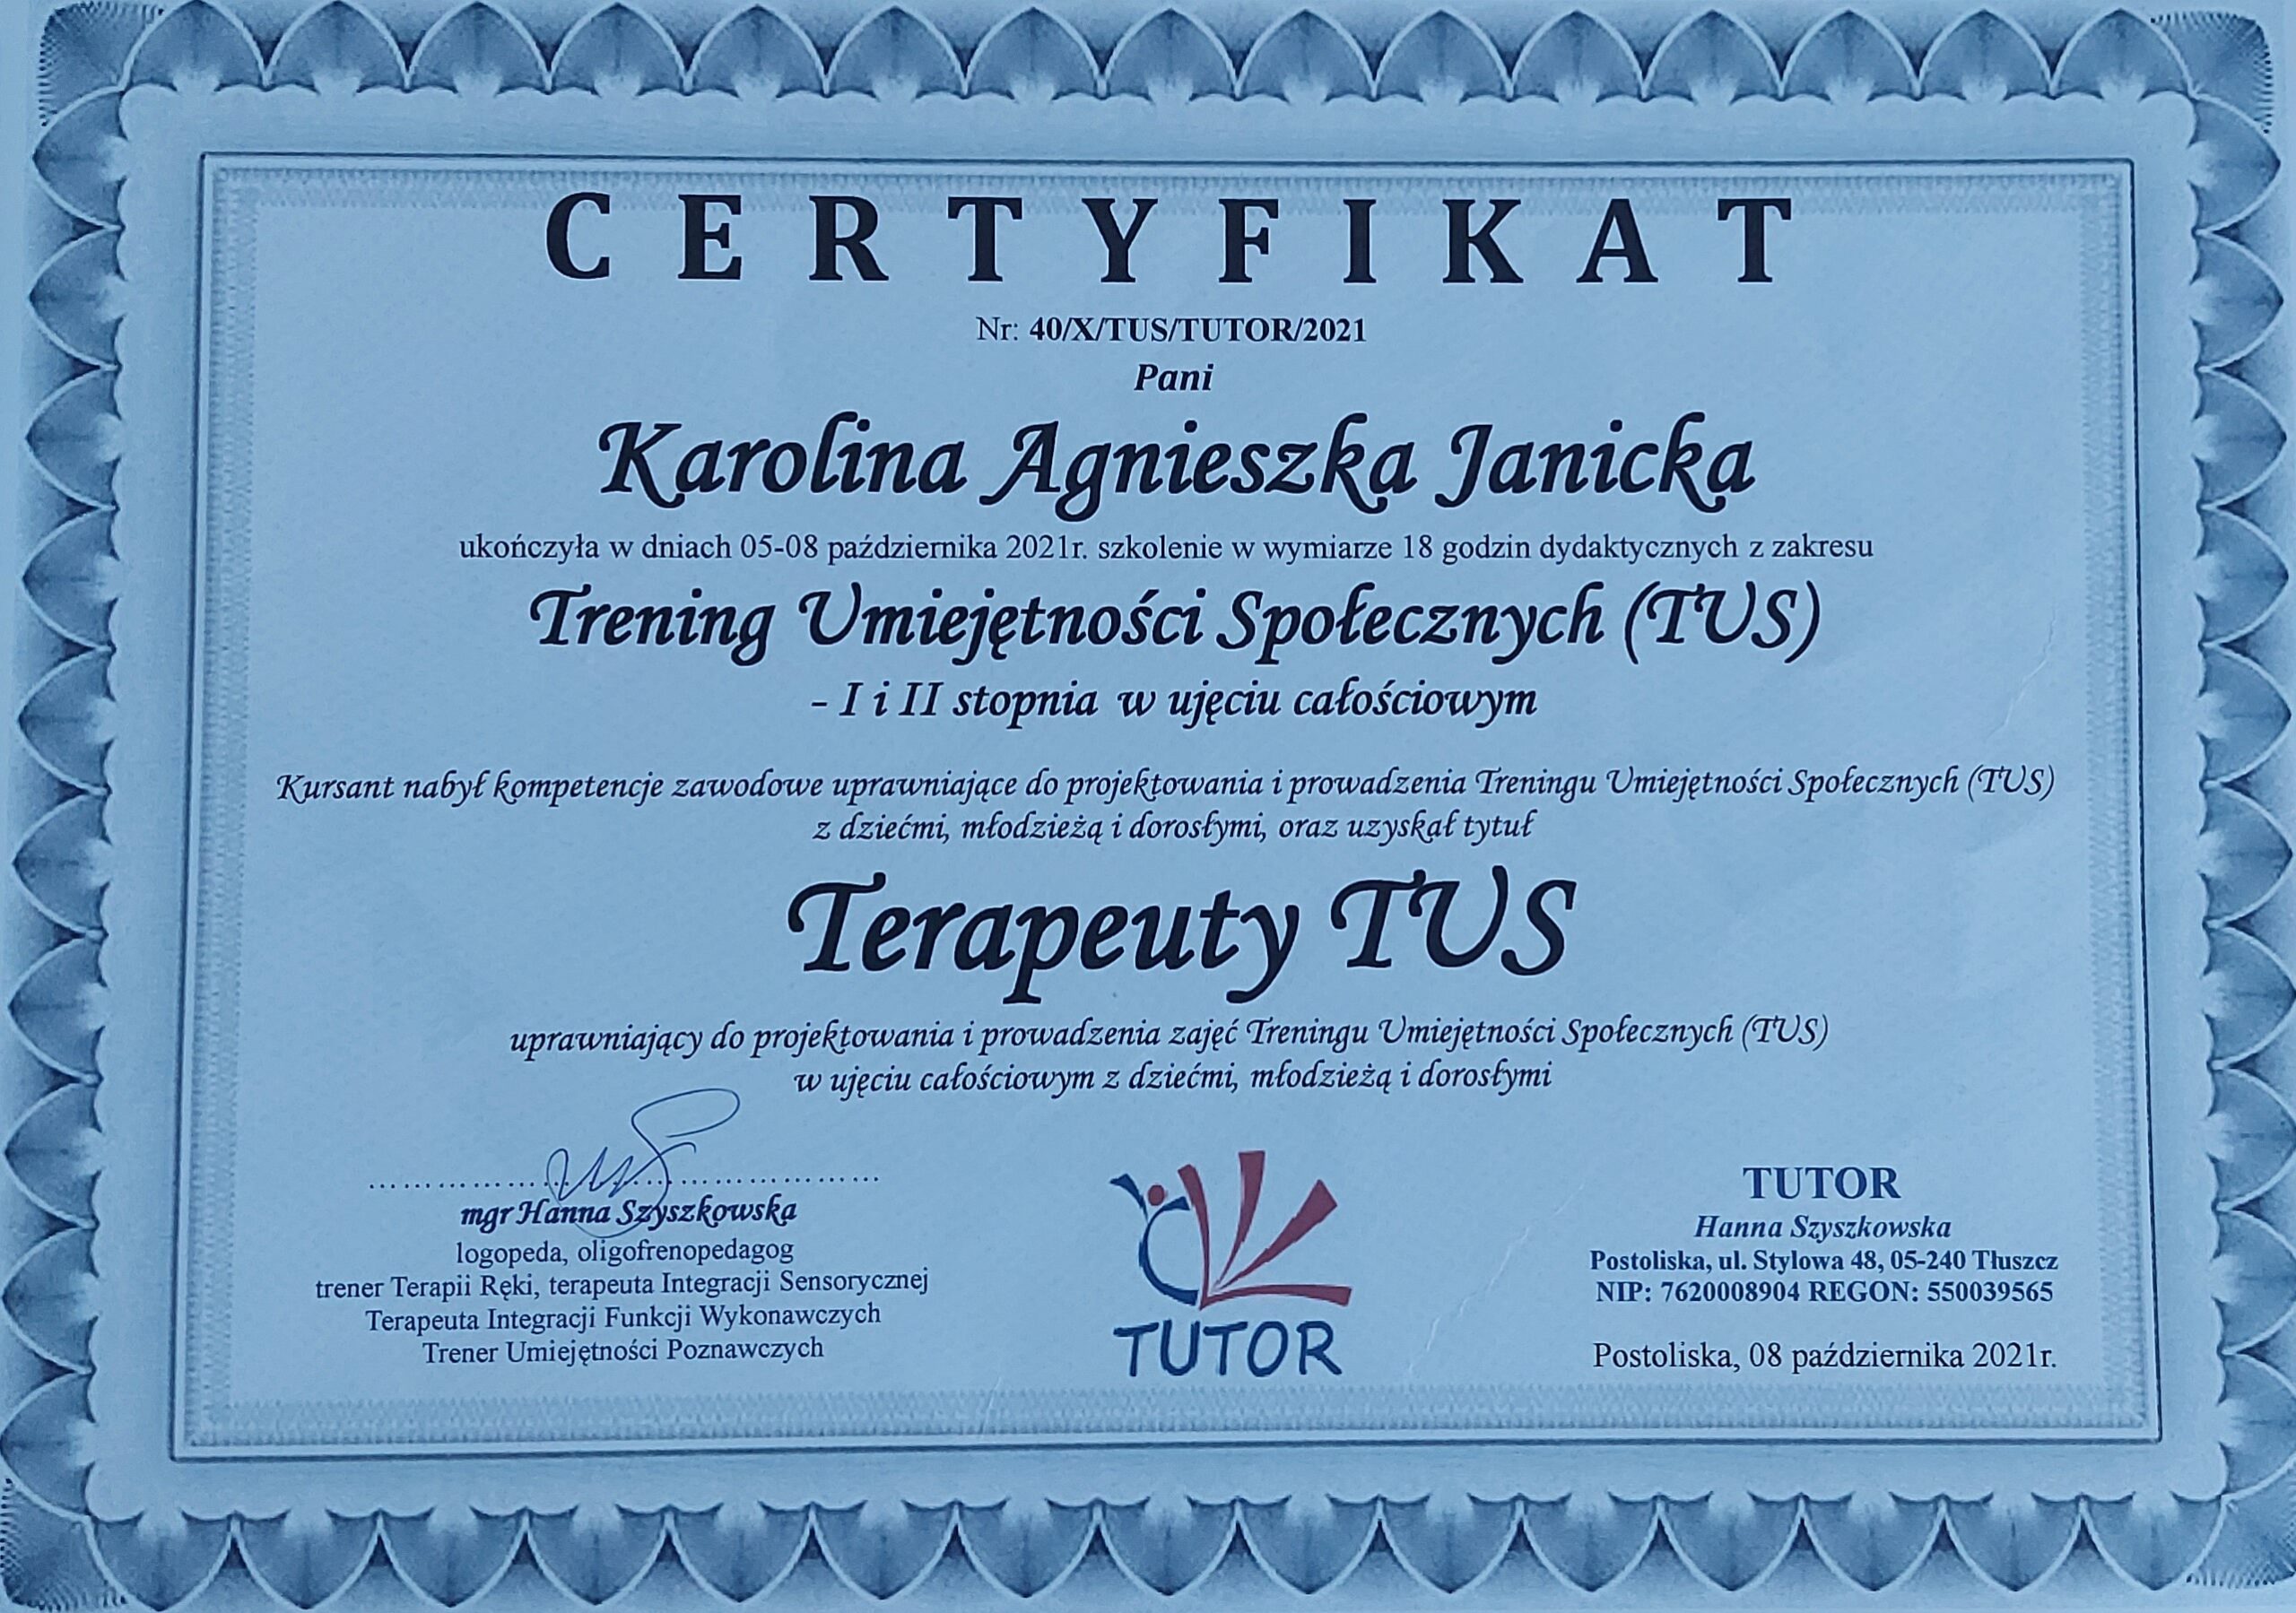 CERTYFIKAT
Nr: 40/X/TUS/TUTOR/2021
Pani
Karolina Agnieszka Janicka
ukończyła w dniach 05-08 października 2021r. szkolenie w wymiarze 18 godzin dydaktycznych z zakresu
Trening Umiejętności Społecznych (TUS)
- I i II stopnia w ujęciu całościowym
Kursant nabył kompetencje zawodowe uprawniające do projektowania i prowadzenia Treningu Umiejętności Społecznych (TUS)
z dziećmi, młodzieżą i dorosłymi, oraz uzyskał tytuł
Terapeuty TUS
uprawniający do projektowania i prowadzenia zajęć Treningu Umiejętności Społecznych (TUS)
w ujęciu całościowym z dziećmi, młodzieżą i dorosłymi
mgr Hanna Szyszkowska
logopeda, oligofrenopedagog
trener Terapii Ręki, terapeuta Integracji Sensorycznej
Terapeuta Integracji Funkcji Wykonawczych
Trener Umiejętności Poznawczych
TUTOR
TUTOR
Hanna Szyszkowska
Postoliska, ul. Stylowa 48, 05-240 Tłuszcz
NIP: 7620008904 REGON: 550039565
Postoliska, 08 października 2021r.